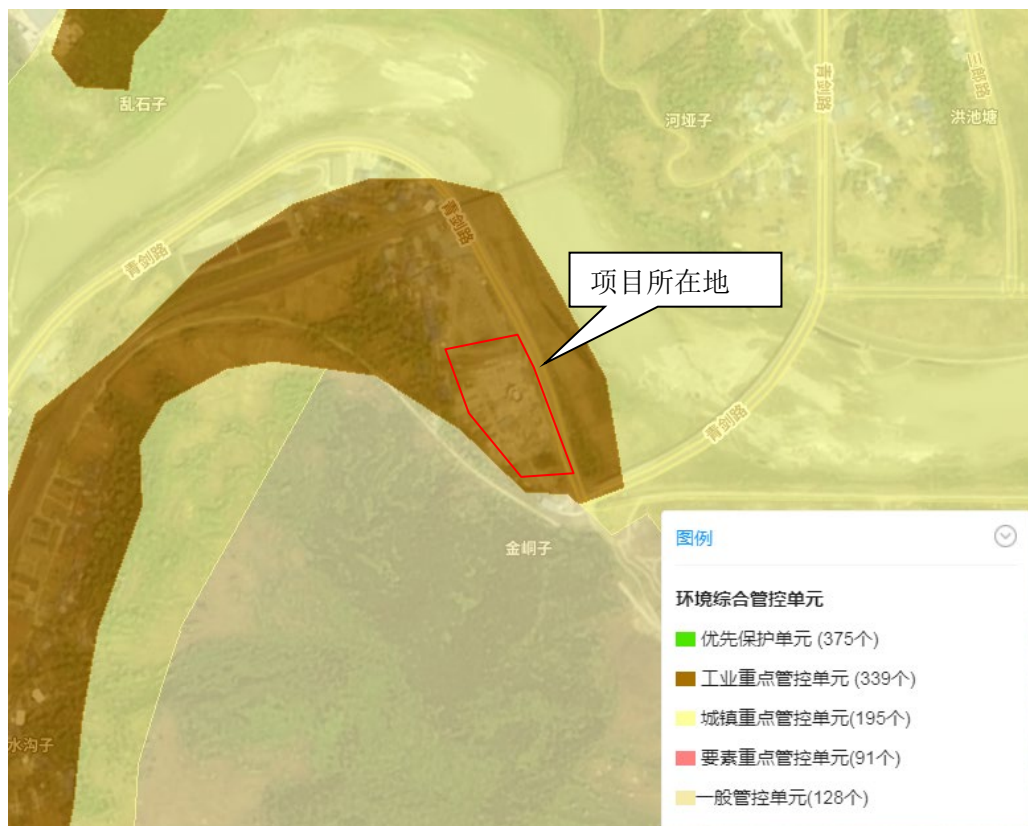 三郎路
青剑路
乱石子
河垭子
洪池塘
青剑路
青剑路
项目所在地
青剑路
金峒子
水沟子
图例
环境综合管控单元
优先保护单元 (375个)
工业重点管控单元 (339个)
城镇重点管控单元(195个)
要素重点管控单元(91个)
一般管控单元(128个)